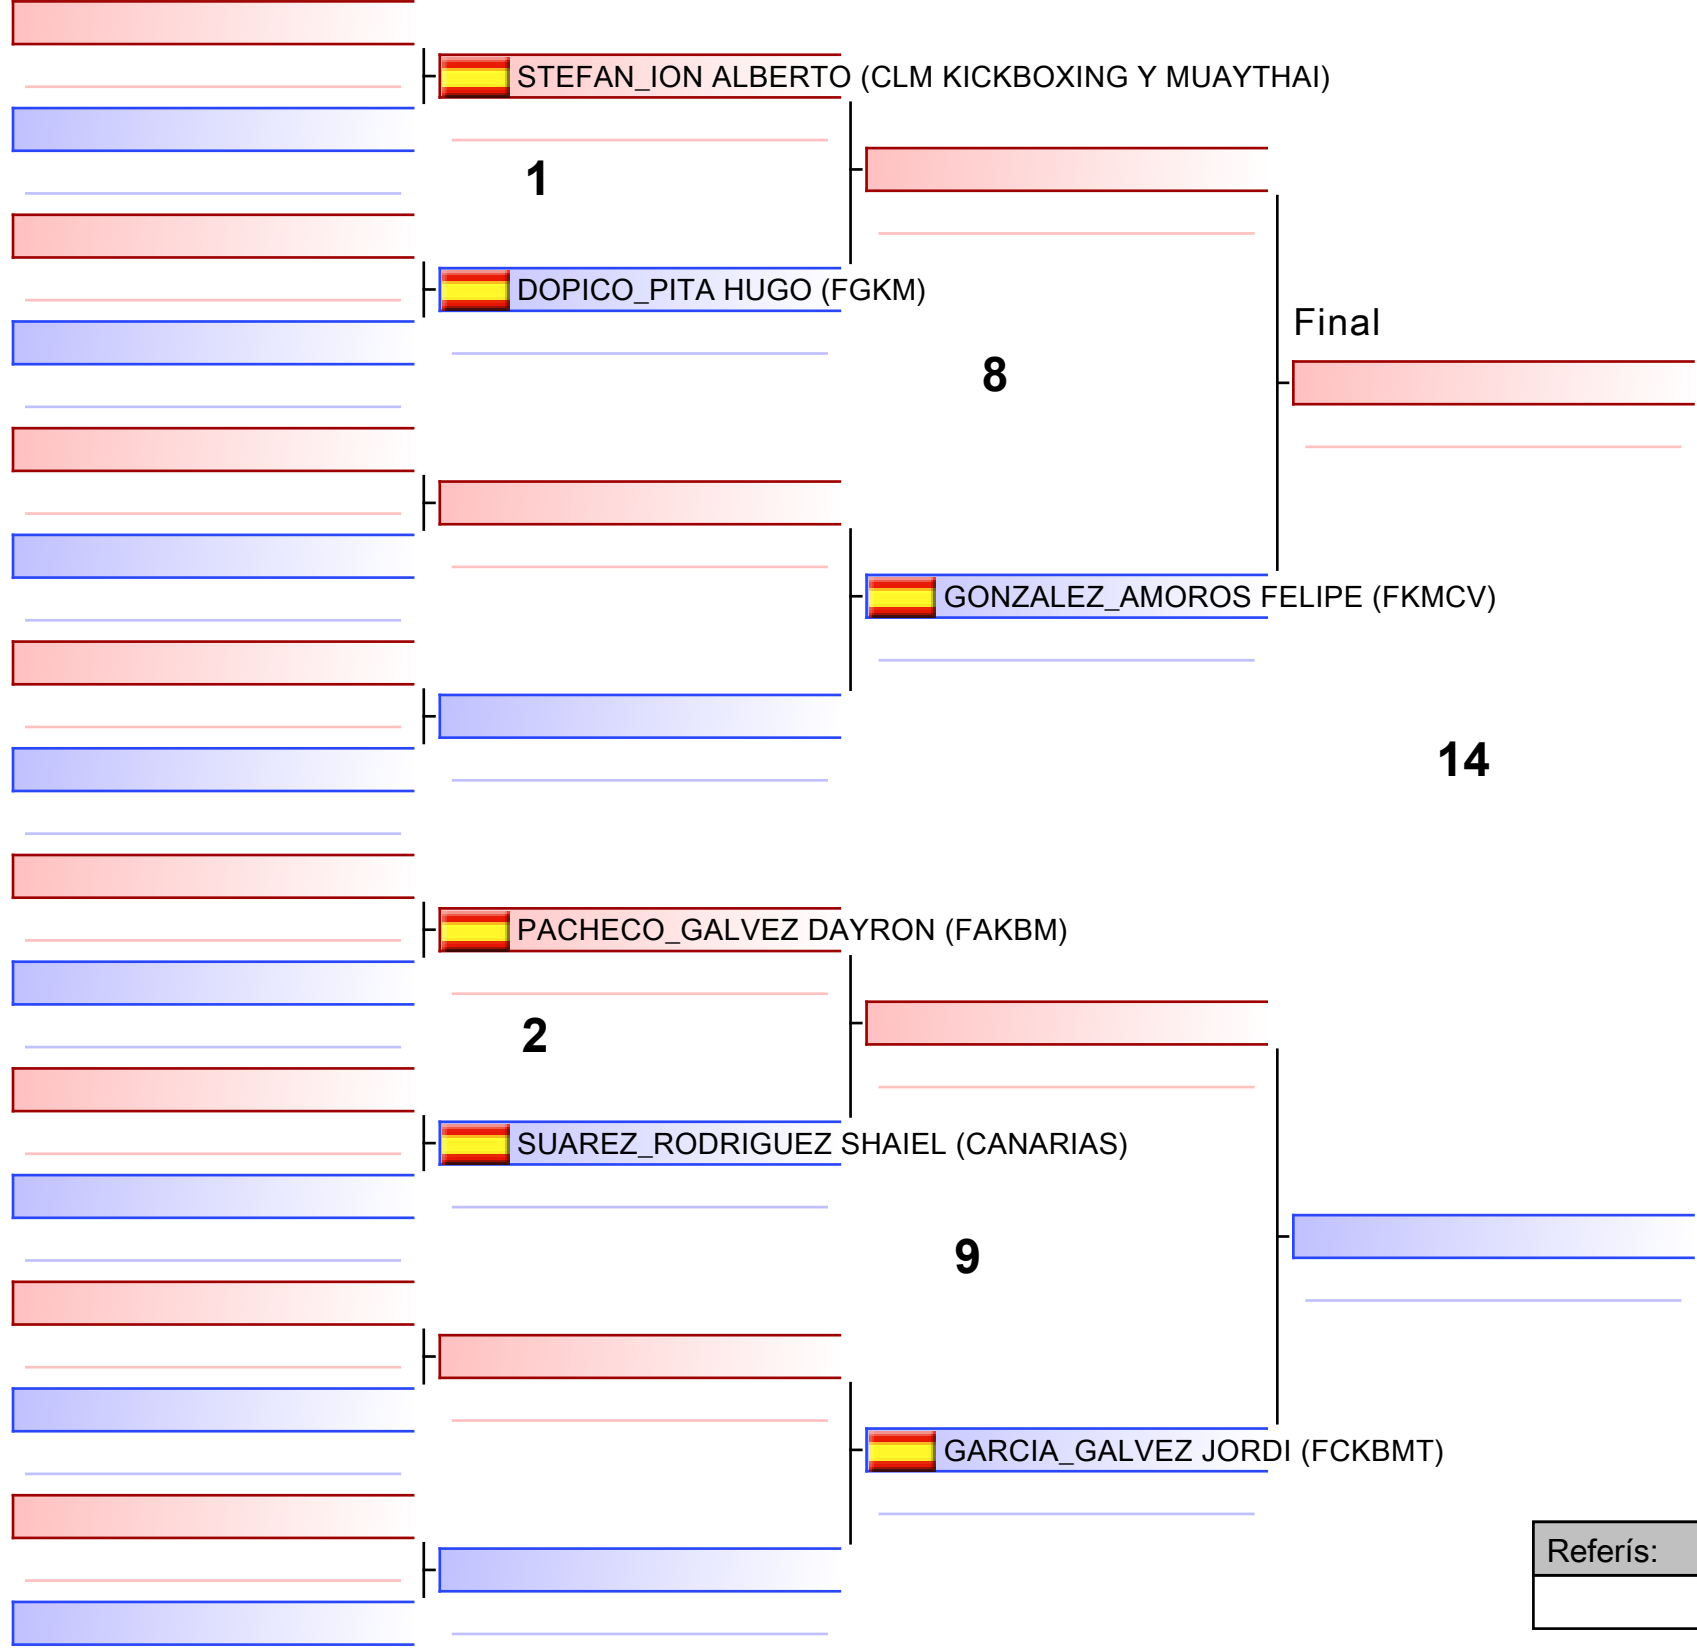 STEFAN_ION ALBERTO (CLM KICKBOXING Y MUAYTHAI)
1
DOPICO_PITA HUGO (FGKM)
Final
8
GONZALEZ_AMOROS FELIPE (FKMCV)
14
PACHECO_GALVEZ DAYRON (FAKBM)
2
SUAREZ_RODRIGUEZ SHAIEL (CANARIAS)
9
GARCIA_GALVEZ JORDI (FCKBMT)
Referís: